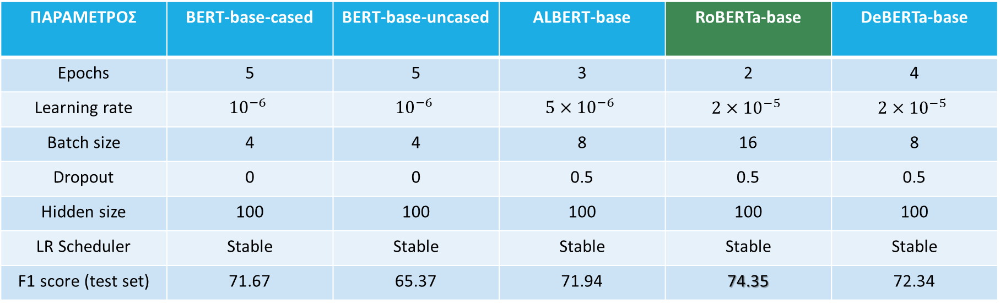 ΠΑΡΑΜΕΤΡΟΣ BERT-base-cased BERT-base-uncased ALBERT-base RoBERTa-base DeBERTa-base
Epochs 5 5 3 2 4
Learning rate 10⁻⁶ 10⁻⁶ 5 × 10⁻⁶ 2 × 10⁻⁵ 2 × 10⁻⁵
Batch size 4 4 8 16 8
Dropout 0 0 0.5 0.5 0.5
Hidden size 100 100 100 100 100
LR Scheduler Stable Stable Stable Stable Stable
F1 score (test set) 71.67 65.37 71.94 74.35 72.34